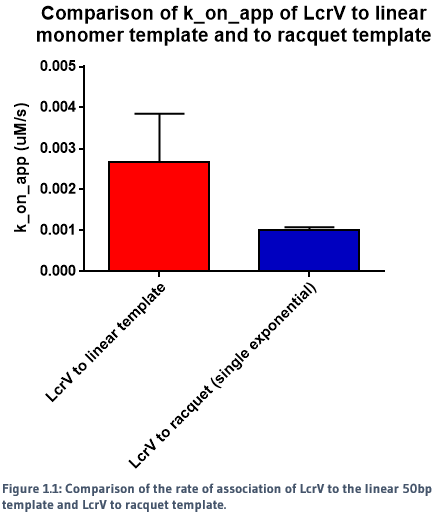 Comparison of k_on_app of LcrV to linear
monomer template and to racquet template
0.005
0.004
0.003
0.002
0.001
0.000
k_on_app (uM/s)
LcrV to linear template
LcrV to racquet (single exponential)
Figure 1.1: Comparison of the rate of association of LcrV to the linear 50bp
template and LcrV to racquet template.